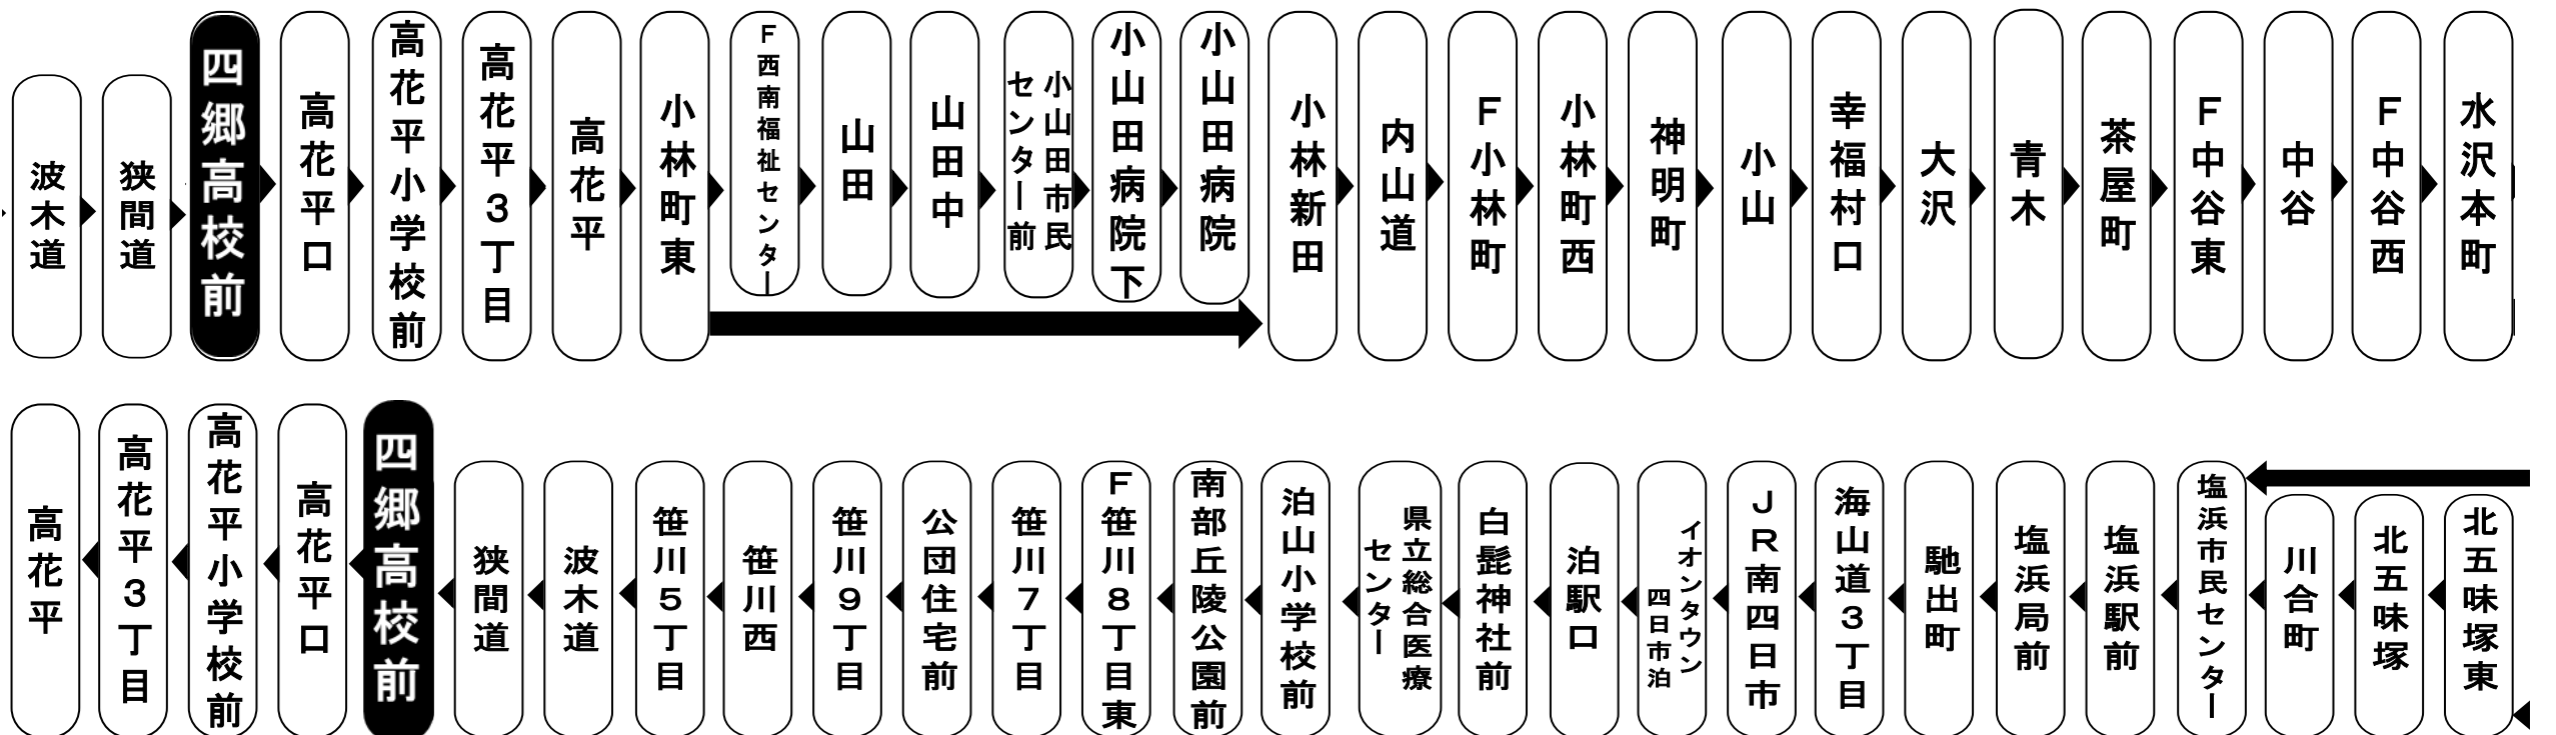 波木道
狭間道
四郷高校前
高花平口
高花平小学校前
高花平３丁目
高花平
小林町東
Ｆ西南福祉センター
山田
山田中
小山田市民
センター前
小山田病院下
小山田病院
小林新田
内山道
Ｆ小林町
小林町西
神明町
小山
幸福村口
大沢
青木
茶屋町
Ｆ中谷東
中谷
Ｆ中谷西
水沢本町
北五味塚東
北五味塚
川合町
塩浜市民センター
塩浜駅前
塩浜局前
馳出町
海山道３丁目
ＪＲ南四日市
イオンタウン
四日市泊
泊駅口
白髭神社前
県立総合医療
センター
泊山小学校前
南部丘陵公園前
Ｆ笹川８丁目東
笹川７丁目
公団住宅前
笹川９丁目
笹川西
笹川５丁目
波木道
狭間道
四郷高校前
高花平口
高花平小学校前
高花平３丁目
高花平